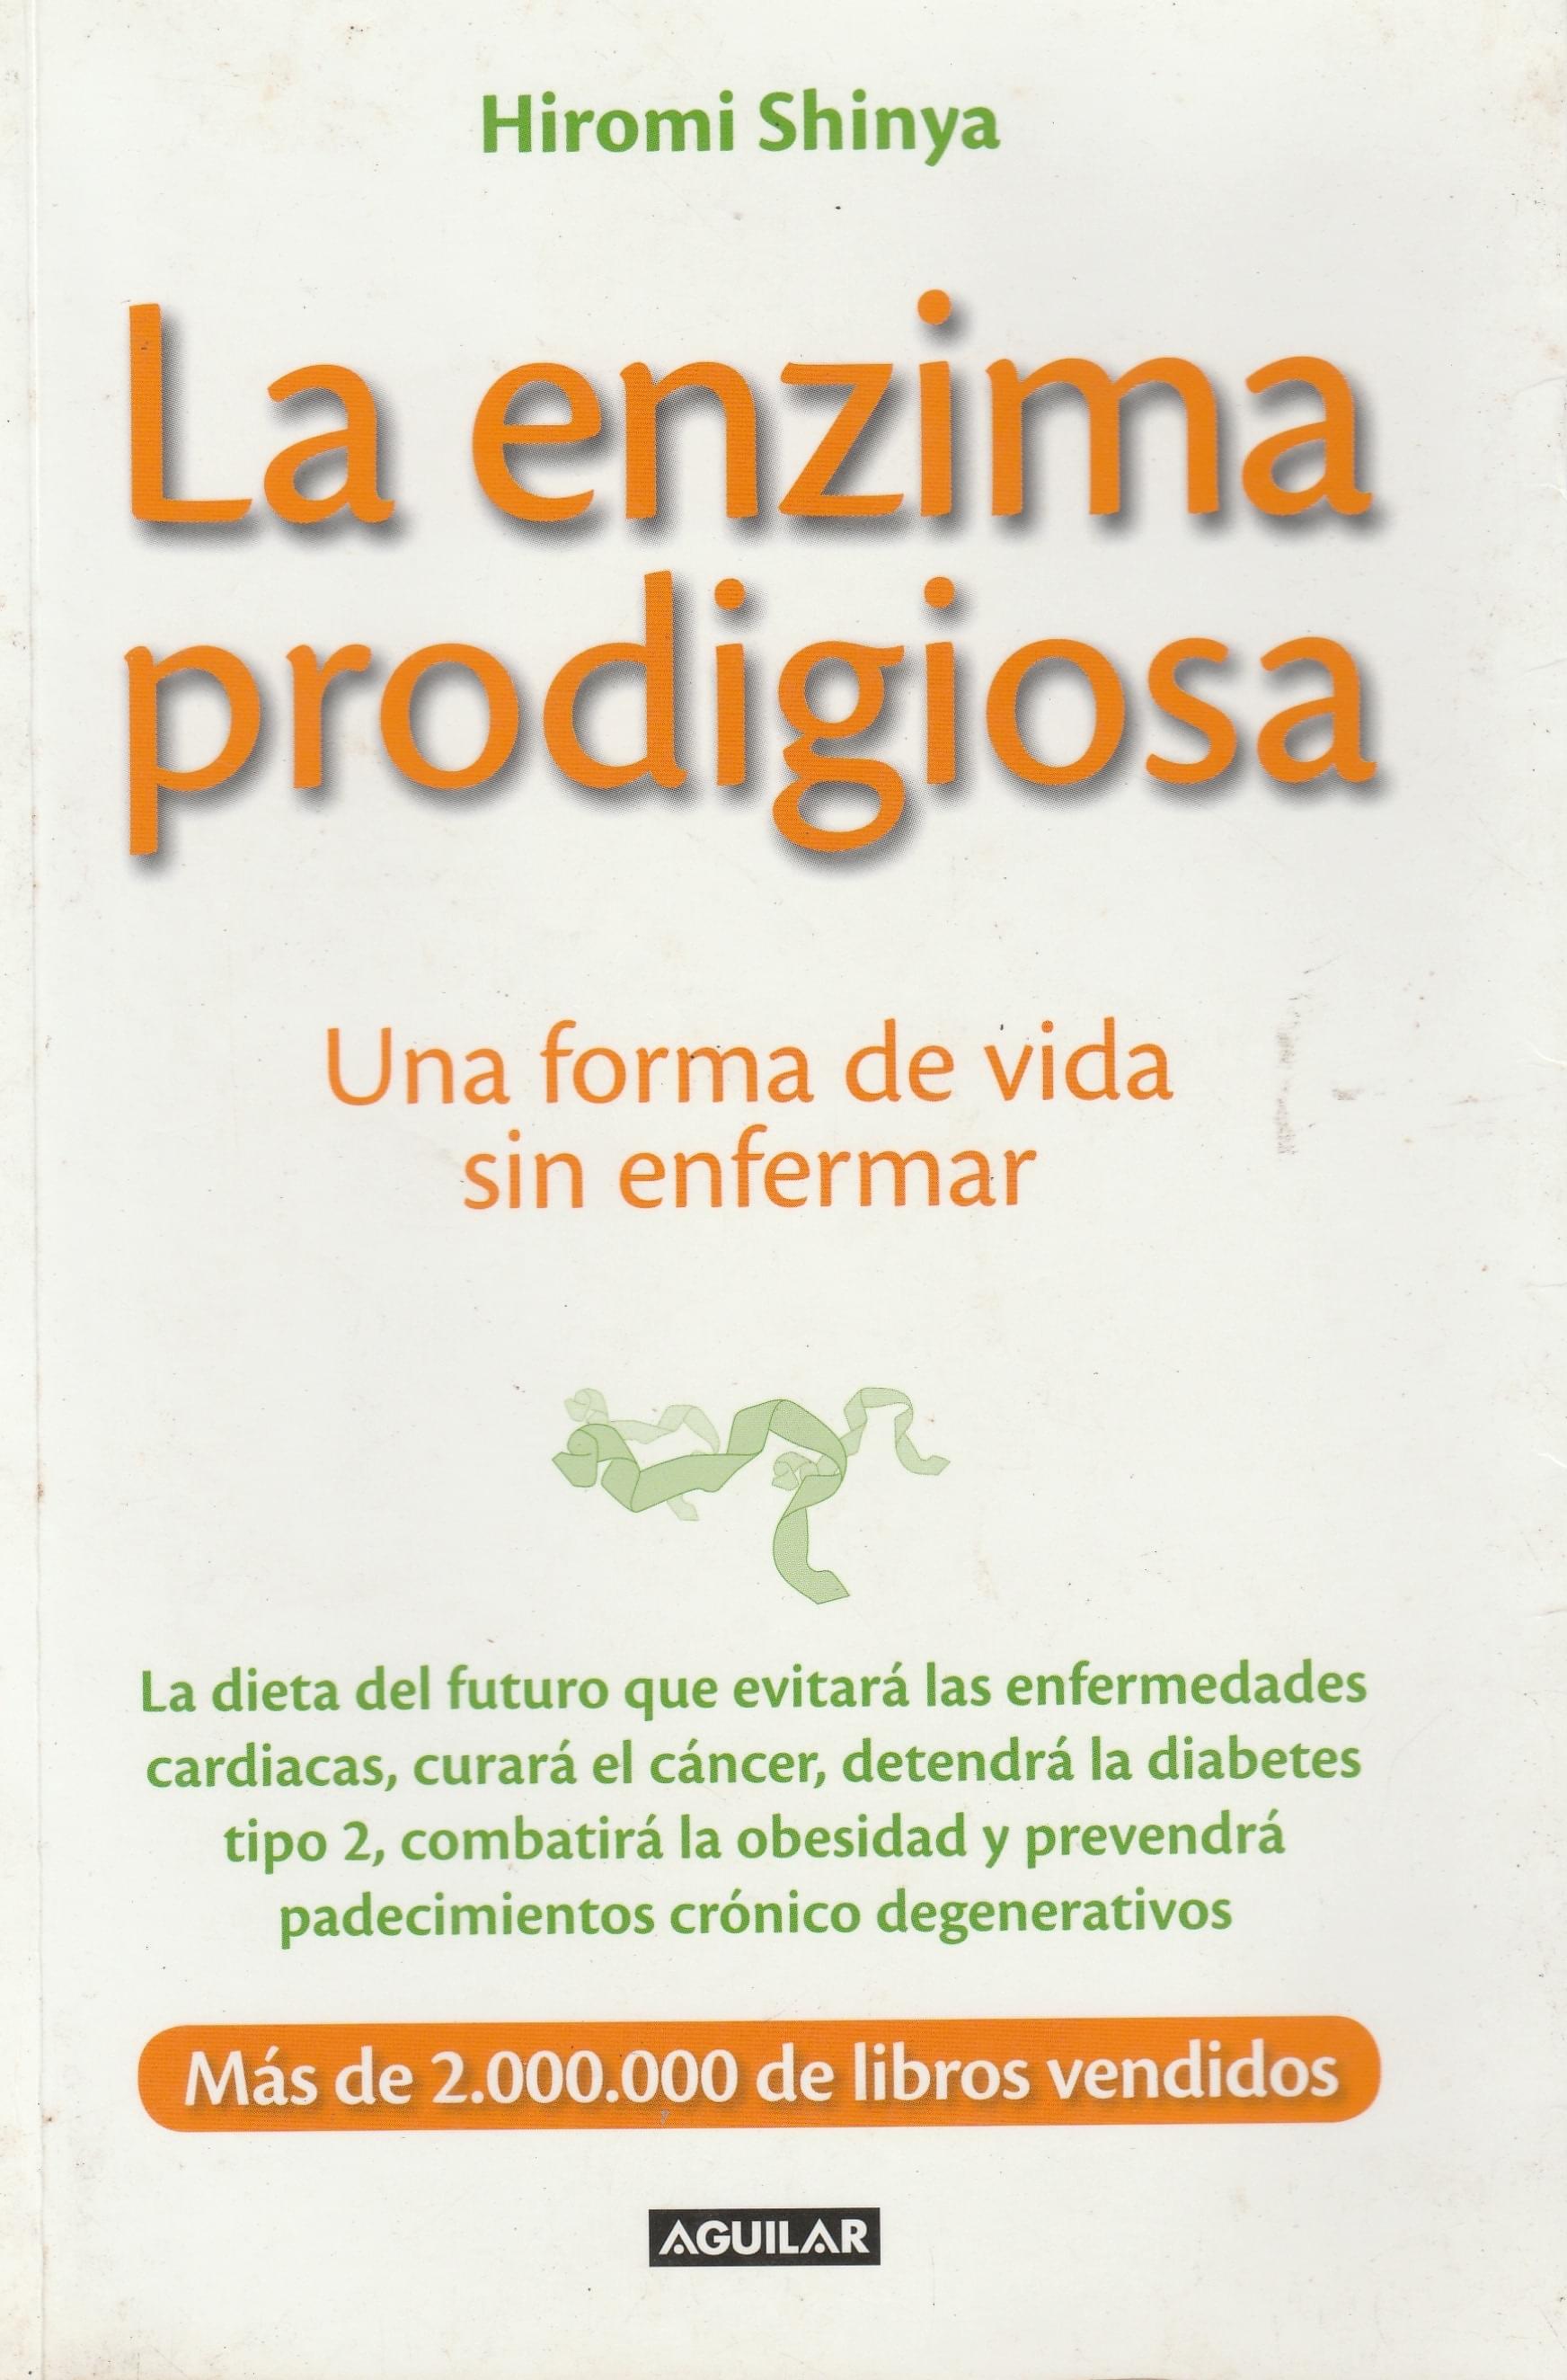 Hiromi Shinya
La enzima
prodigiosa
Una forma de vida
sin enfermar
La dieta del futuro que evitará las enfermedades
cardiacas, curará el cáncer, detendrá la diabetes
tipo 2, combatirá la obesidad y prevendrá
padecimientos crónico degenerativos
Más de 2.000.000 de libros vendidos
AGUILAR